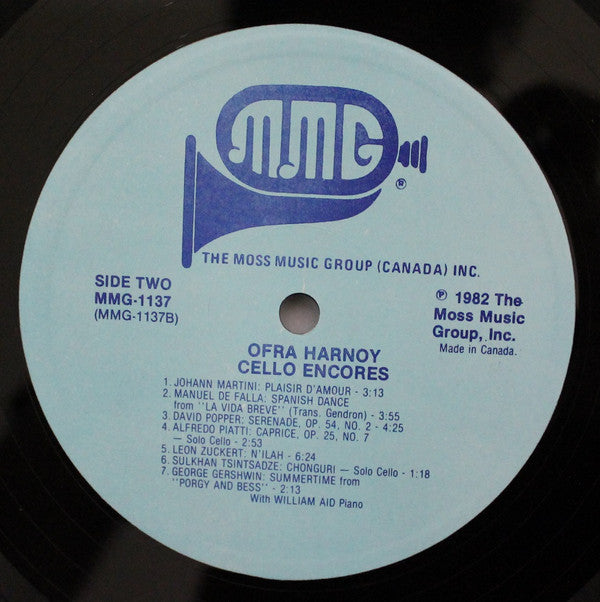 MMG
®
THE MOSS MUSIC GROUP (CANADA) INC.
SIDE TWO
MMG-1137
(MMG-1137B)
℗ 1982 The
Moss Music
Group, Inc.
Made in Canada.
OFRA HARNOY
CELLO ENCORES
1. JOHANN MARTINI: PLAISIR D'AMOUR - 3:13
2. MANUEL DE FALLA: SPANISH DANCE
from "LA VIDA BREVE" (Trans. Gendron) - 3:55
3. DAVID POPPER: SERENADE, OP. 54, NO. 2 - 4:25
4. ALFREDO PIATTI: CAPRICE, OP. 25, NO. 7
— Solo Cello - 2:53
5. LEON ZUCKERT: N'ILAH - 6:24
6. SULKHAN TSINTSADZE: CHONGURI — Solo Cello - 1:18
7. GEORGE GERSHWIN: SUMMERTIME from
"PORGY AND BESS" - 2:13
With WILLIAM AID Piano